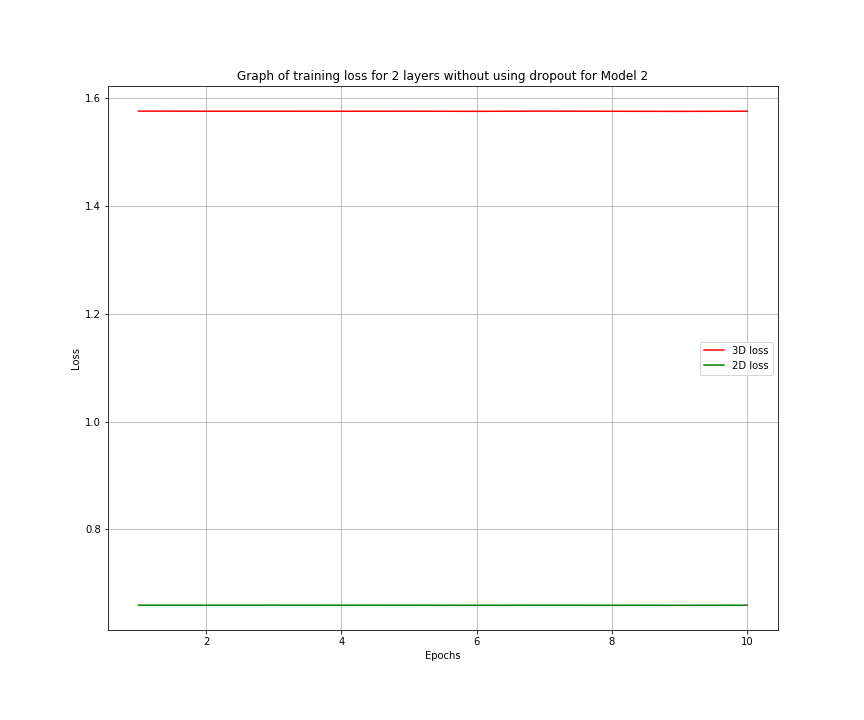 Graph of training loss for 2 layers without using dropout for Model 2
1.6
1.4
1.2
1.0
0.8
Loss
3D loss
2D loss
2 4 6 8 10
Epochs